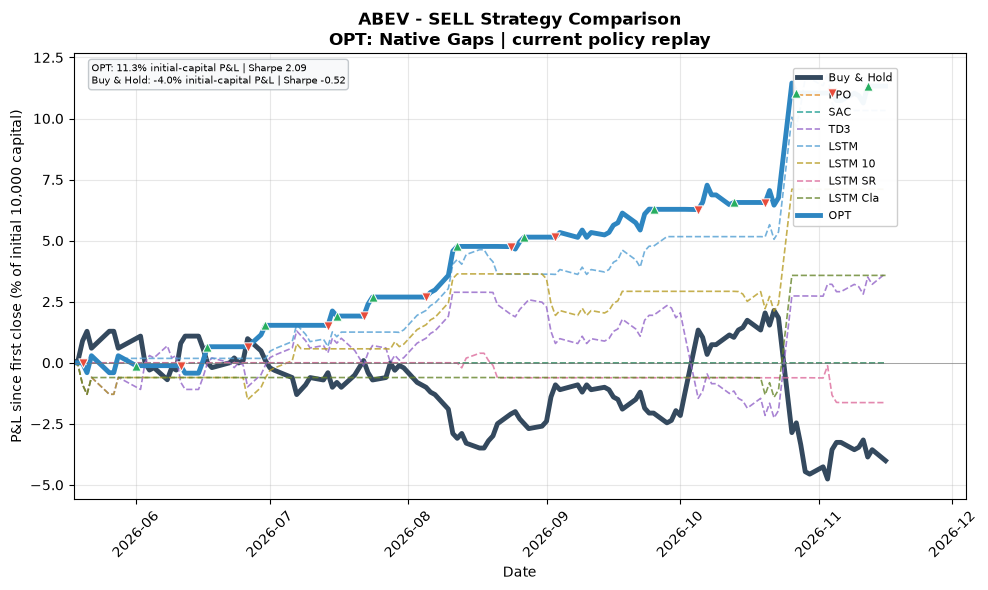 ABEV - SELL Strategy Comparison
OPT: Native Gaps | current policy replay
OPT: 11.3% initial-capital P&L | Sharpe 2.09
Buy & Hold: -4.0% initial-capital P&L | Sharpe -0.52
Buy & Hold
PPO
SAC
TD3
LSTM
LSTM 10
LSTM SR
LSTM Cla
OPT
P&L since first close (% of initial 10,000 capital)
12.5
10.0
7.5
5.0
2.5
0.0
−2.5
−5.0
2026-06
2026-07
2026-08
2026-09
2026-10
2026-11
2026-12
Date